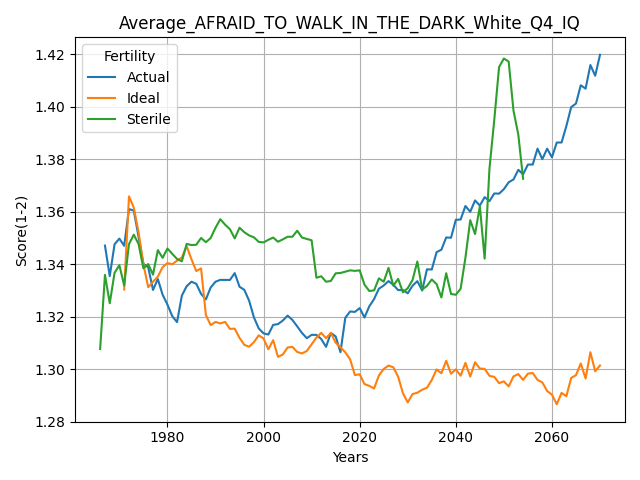 Average_AFRAID_TO_WALK_IN_THE_DARK_White_Q4_IQ
Fertility
Actual
Ideal
Sterile
Score(1-2)
1.42
1.40
1.38
1.36
1.34
1.32
1.30
1.28
1980 2000 2020 2040 2060
Years